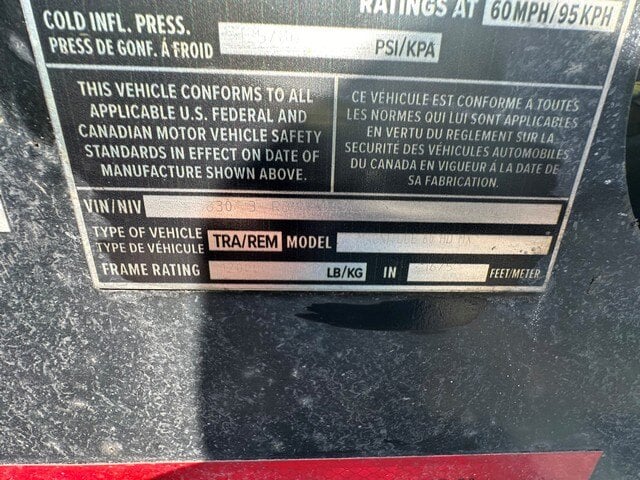 RATINGS AT 60MPH/95KPH
COLD INFL. PRESS.
PRESS DE GONF. À FROID PSI/KPA
THIS VEHICLE CONFORMS TO ALL
APPLICABLE U.S. FEDERAL AND
CANADIAN MOTOR VEHICLE SAFETY
STANDARDS IN EFFECT ON DATE OF
MANUFACTURE SHOWN ABOVE.
CE VÉHICULE EST CONFORME A TOUTES
LES NORMES QUI LUI SONT APPLICABLES
EN VERTU DU REGLEMENT SUR LA
SECURITÉ DES VÉHICULES AUTOMOBILES
DU CANADA EN VIGUEUR A LA DATE DE
SA FABRICATION.
VIN/NIV
TYPE OF VEHICLE
TYPE DE VÉHICULE TRA/REM MODEL
FRAME RATING LB/KG IN FEET/METER